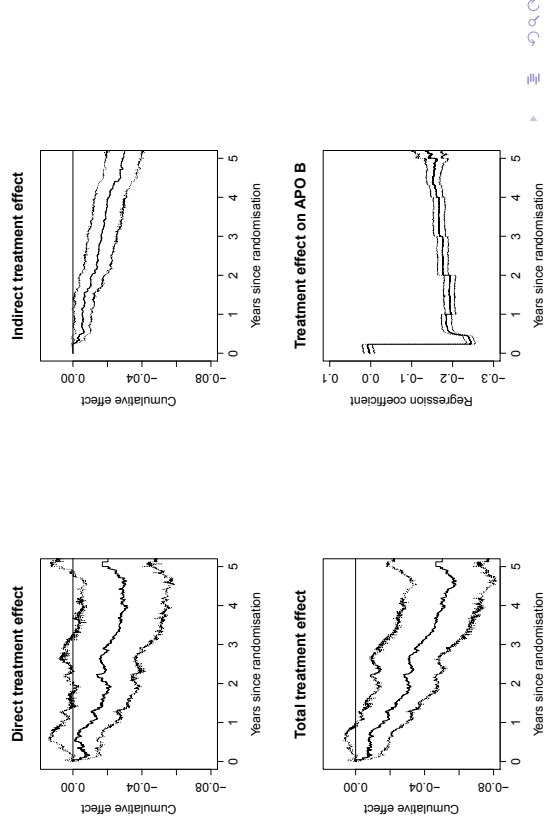 Direct treatment effect
Cumulative effect
0.00
−0.04
−0.08
0 1 2 3 4 5
Years since randomisation
Indirect treatment effect
Cumulative effect
0.00
−0.04
−0.08
0 1 2 3 4 5
Years since randomisation
Total treatment effect
Cumulative effect
0.00
−0.04
−0.08
0 1 2 3 4 5
Years since randomisation
Treatment effect on APO B
Regression coefficient
0.1
0.0
−0.1
−0.2
−0.3
0 1 2 3 4 5
Years since randomisation